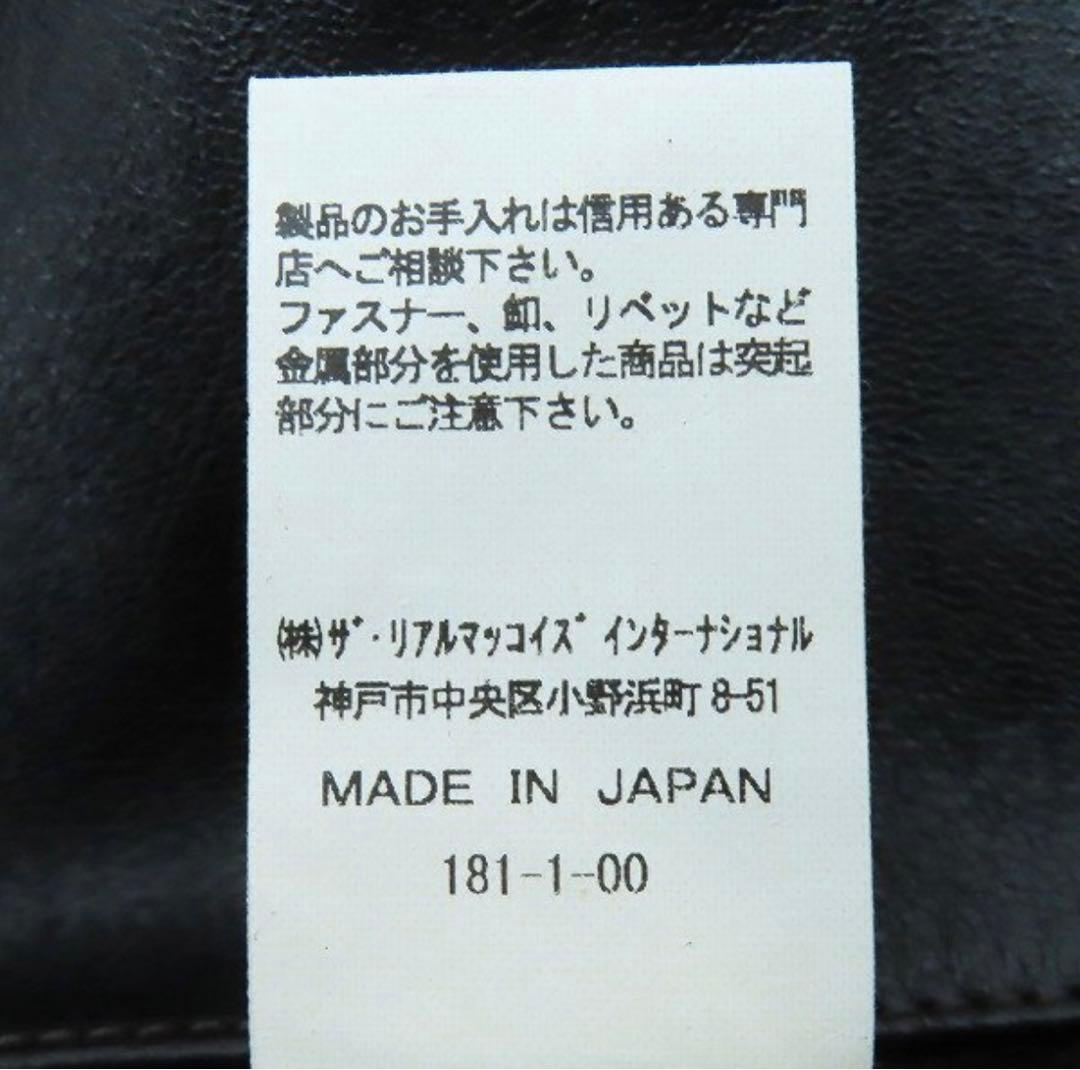 製品のお手入れは信用ある専門
店へご相談下さい。
ファスナー、釦、リベットなど
金属部分を使用した商品は突起
部分にご注意下さい。
㈱ｻﾞ・ﾘｱﾙﾏｯｺｲｽﾞ ｲﾝﾀｰﾅｼｮﾅﾙ
神戸市中央区小野浜町 8-51
MADE IN JAPAN
181-1-00